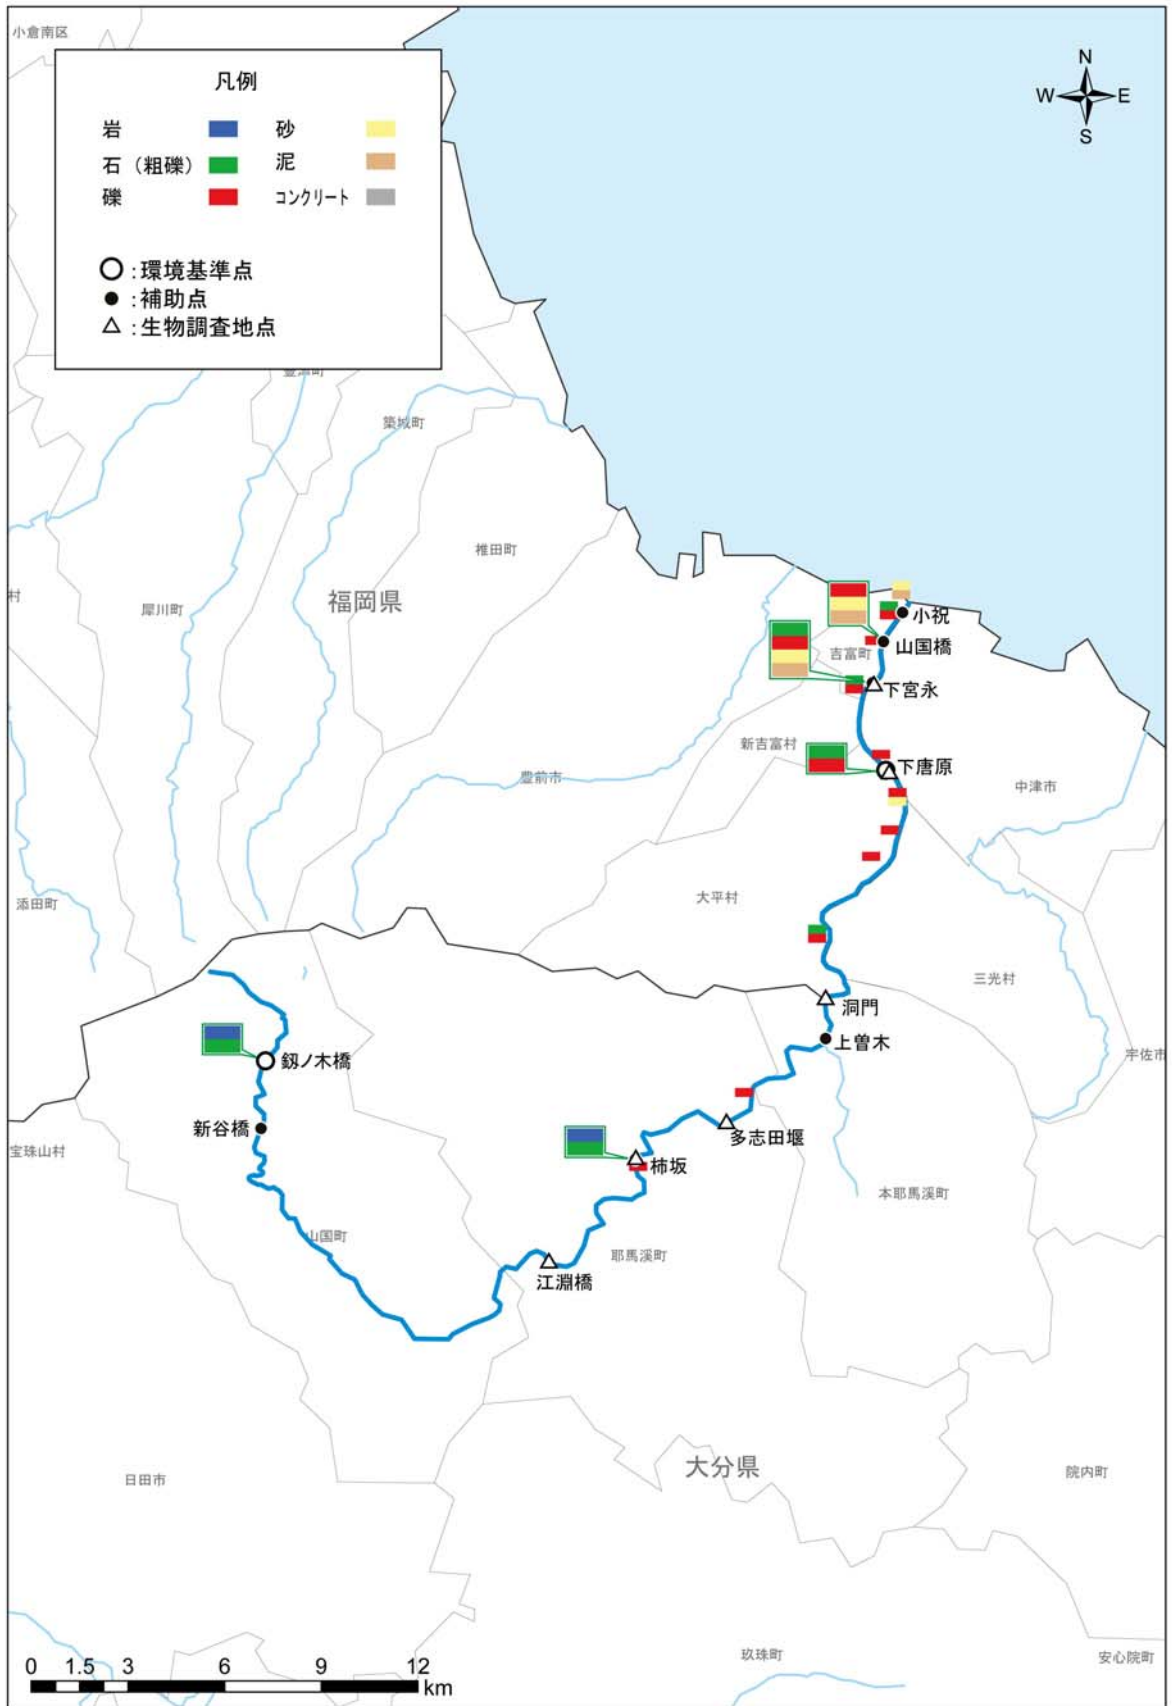 小倉南区
N
W E
S
凡例
岩 砂
石（粗礫） 泥
礫 コンクリート
○：環境基準点
●：補助点
△：生物調査地点
築城町
椎田町
村
犀川町
福岡県
小祝
山国橋
吉富町
下宮永
新吉富村
下唐原
豊前市
中津市
大平村
添田町
三光村
洞門
上曽木
宇佐市
釼ノ木橋
新谷橋
多志田堰
宝珠山村
柿坂
本耶馬溪町
山国町
耶馬溪町
江淵橋
大分県
日田市
院内町
玖珠町
安心院町
0 1.5 3 6 9 12
km